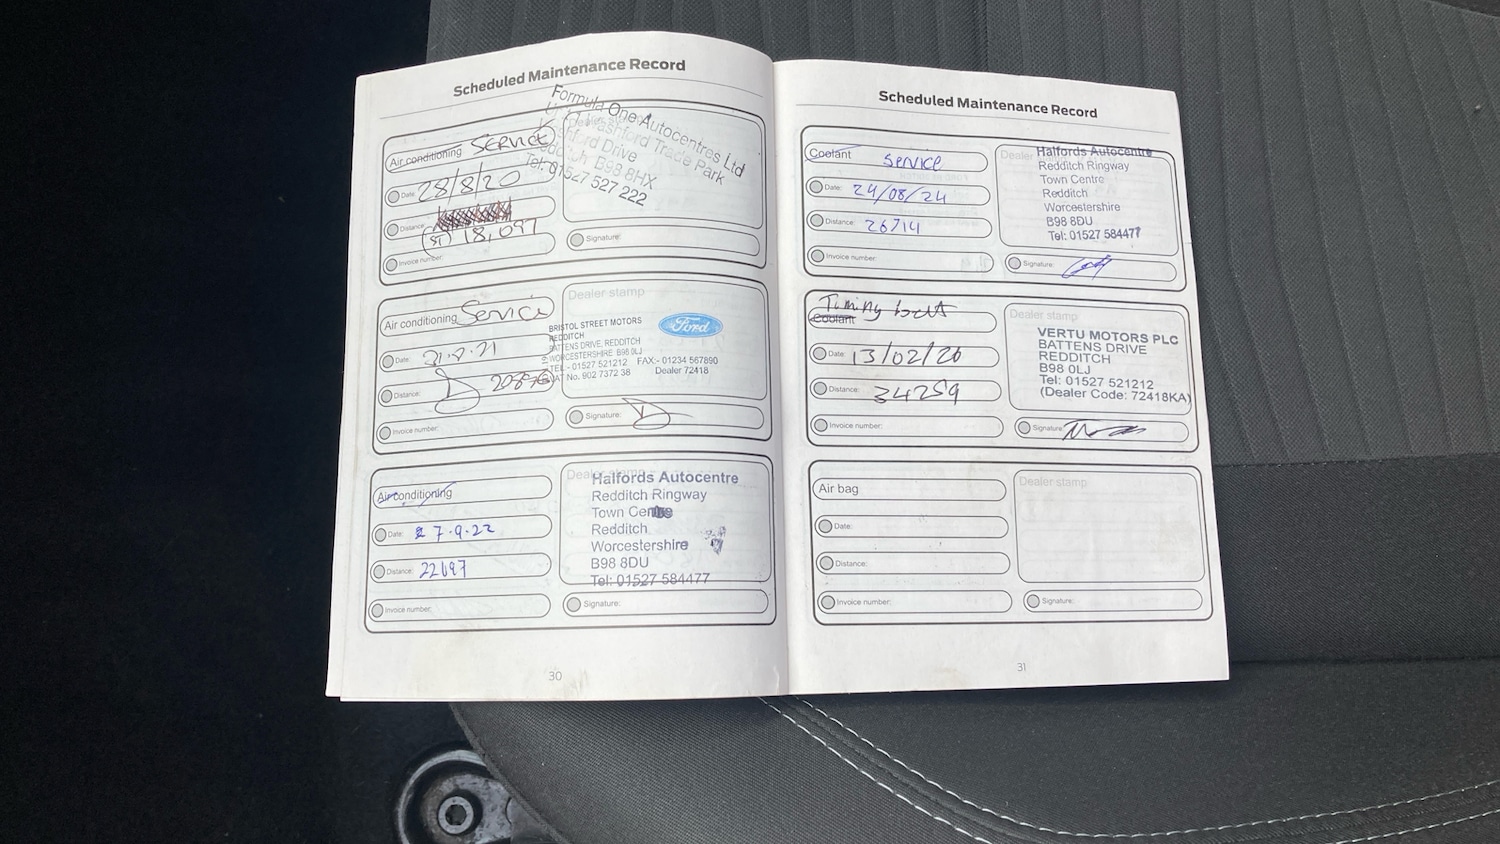 Scheduled Maintenance Record
Air conditioning SERVICE
Date: 28/8/20
Distance:
18,097
Invoice number:
Formula One Autocentres Ltd
Washford Trade Park
Washford Drive
Redditch B98 8HX
Tel: 01527 527 222
Dealer stamp
Signature:
Air conditioning Service
Date:
Distance:
Invoice number:
Dealer stamp
BRISTOL STREET MOTORS
REDDITCH
BATTENS DRIVE, REDDITCH
WORCESTERSHIRE B98 0LJ
TEL - 01527 521212 FAX:- 01234 567890
VAT No. 902 7372 38 Dealer 72418
Ford
Signature:
Air conditioning
Date: 7.9.22
Distance: 22697
Invoice number:
Dealer stamp
Halfords Autocentre
Redditch Ringway
Town Centre
Redditch
Worcestershire
B98 8DU
Tel: 01527 584477
Signature:
30
Scheduled Maintenance Record
Coolant Service
Date: 24/08/24
Distance: 26714
Invoice number:
Dealer
Halfords Autocentre
Redditch Ringway
Town Centre
Redditch
Worcestershire
B98 8DU
Tel: 01527 584477
Signature:
Timing belt
Coolant
Date: 13/02/26
Distance: 34259
Invoice number:
Dealer stamp
VERTU MOTORS PLC
BATTENS DRIVE
REDDITCH
B98 0LJ
Tel: 01527 521212
(Dealer Code: 72418KA)
Signature:
Air bag
Date:
Distance:
Invoice number:
Dealer stamp
Signature:
31